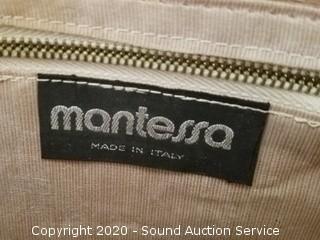 mantessa
MADE IN ITALY
Copyright 2020 - Sound Auction Service